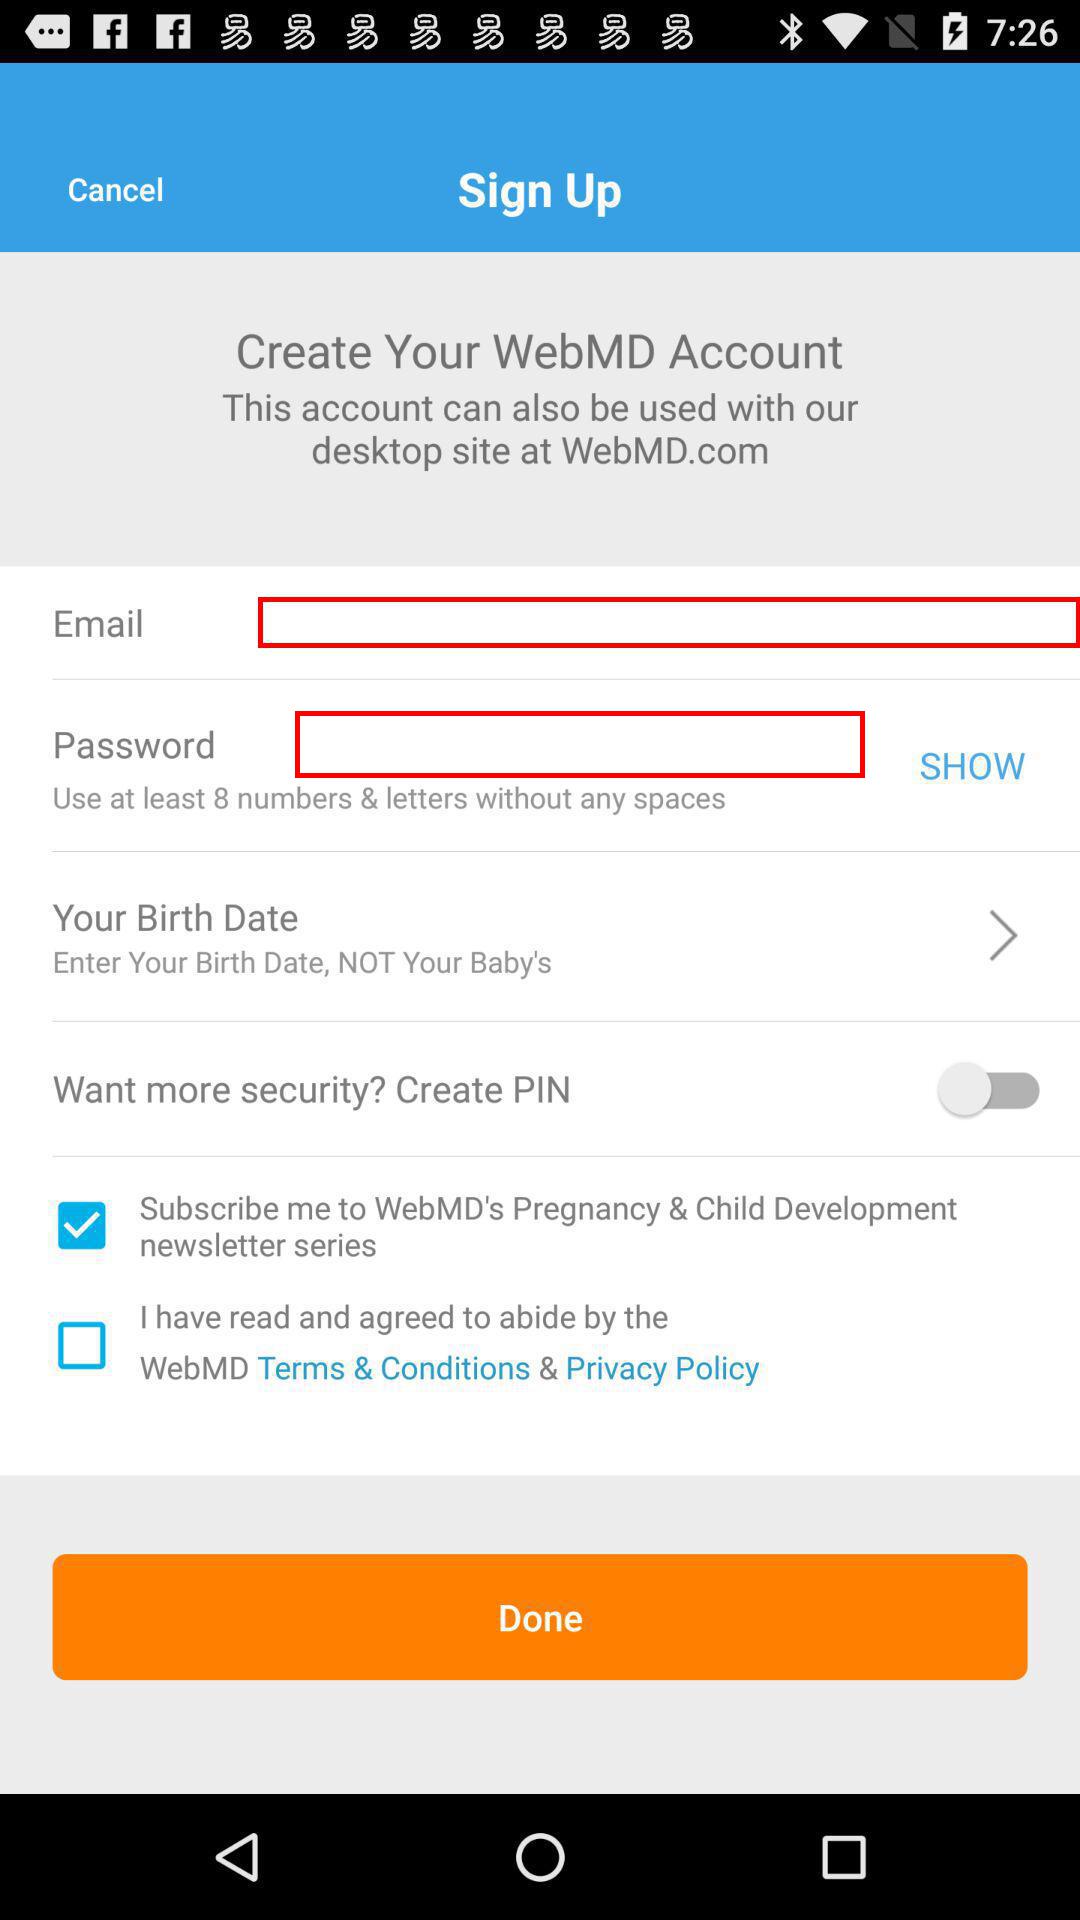 7:26
Cancel
Sign Up
Create Your WebMD Account
This account can also be used with our
desktop site at WebMD.com
Email
Password
SHOW
Use at least 8 numbers & letters without any spaces
Your Birth Date
Enter Your Birth Date, NOT Your Baby's
Want more security? Create PIN
Subscribe me to WebMD's Pregnancy & Child Development
newsletter series
I have read and agreed to abide by the
WebMD Terms & Conditions & Privacy Policy
Done